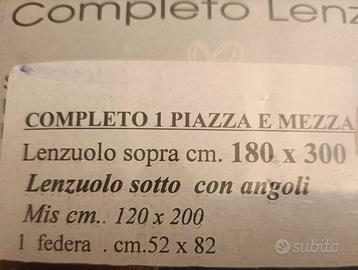 Completo Lenz
COMPLETO 1 PIAZZA E MEZZA
Lenzuolo sopra cm. 180 x 300
Lenzuolo sotto con angoli
Mis cm.. 120 x 200
1 federa . cm.52 x 82
subito